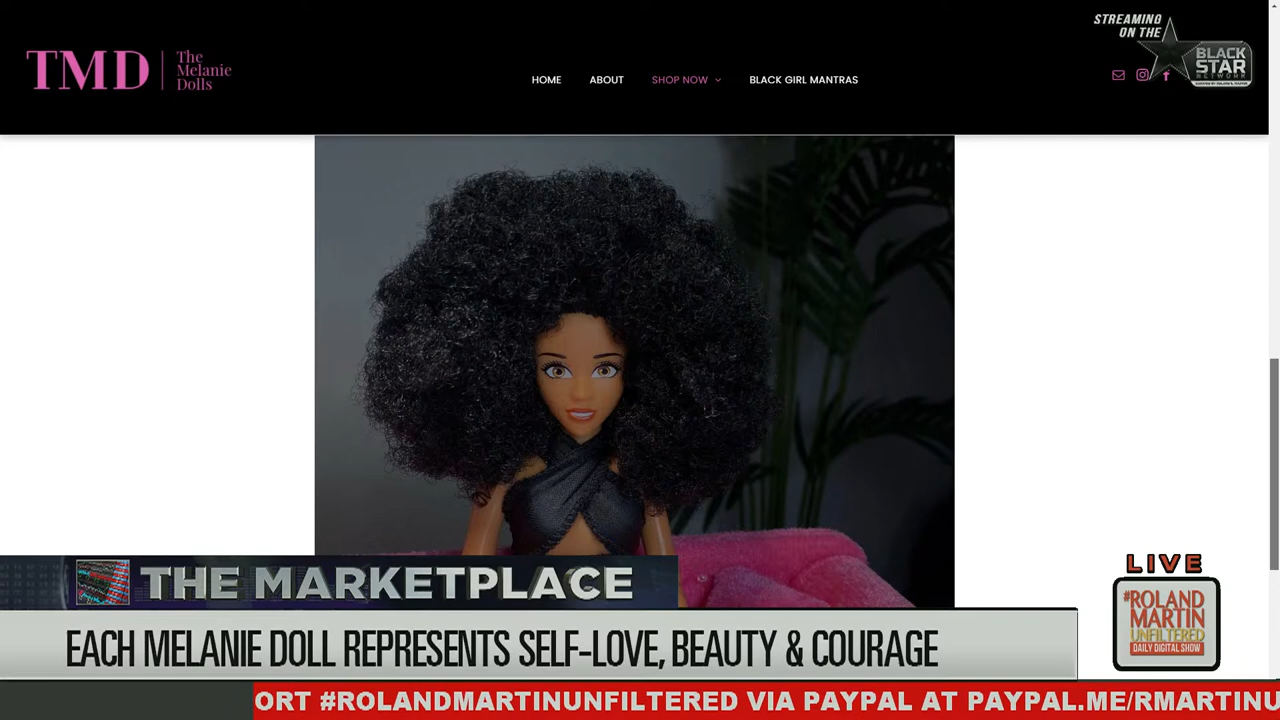 STREAMING
ON THE
BLACK
STAR
NETWORK
TMD
The
Melanie
Dolls
HOME
ABOUT
SHOP NOW
BLACK GIRL MANTRAS
THE MARKETPLACE
EACH MELANIE DOLL REPRESENTS SELF-LOVE, BEAUTY & COURAGE
LIVE
#ROLAND
MARTIN
UNFILTERED
DAILY DIGITAL SHOW
ORT #ROLANDMARTINUNFILTERED VIA PAYPAL AT PAYPAL.ME/RMARTINU